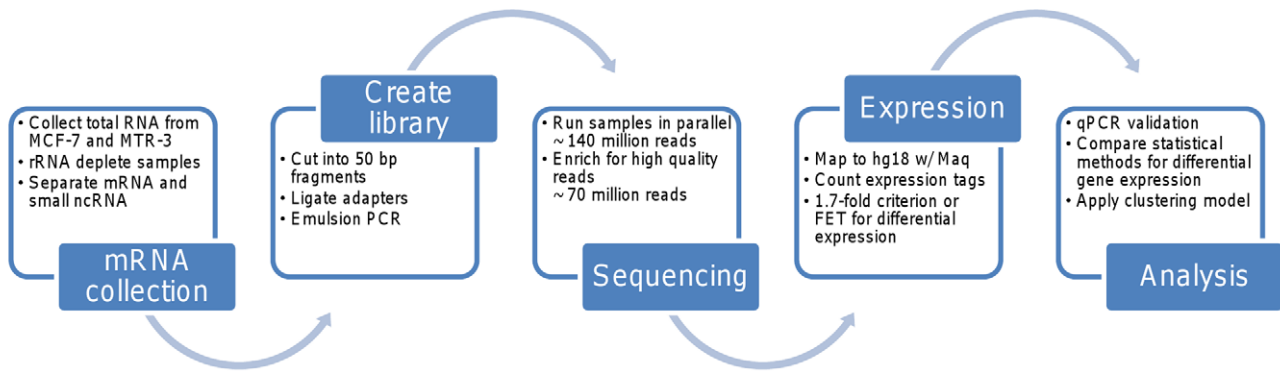 • Collect total RNA from
MCF-7 and MTR-3
• rRNA deplete samples
• Separate mRNA and
small ncRNA
mRNA
collection
Create
library
• Cut into 50 bp
fragments
• Ligate adapters
• Emulsion PCR
• Run samples in parallel
~ 140 million reads
• Enrich for high quality
reads
~ 70 million reads
Sequencing
Expression
• Map to hg18 w/ Maq
• Count expression tags
• 1.7-fold criterion or
FET for differential
expression
• qPCR validation
• Compare statistical
methods for differential
gene expression
• Apply clustering model
Analysis